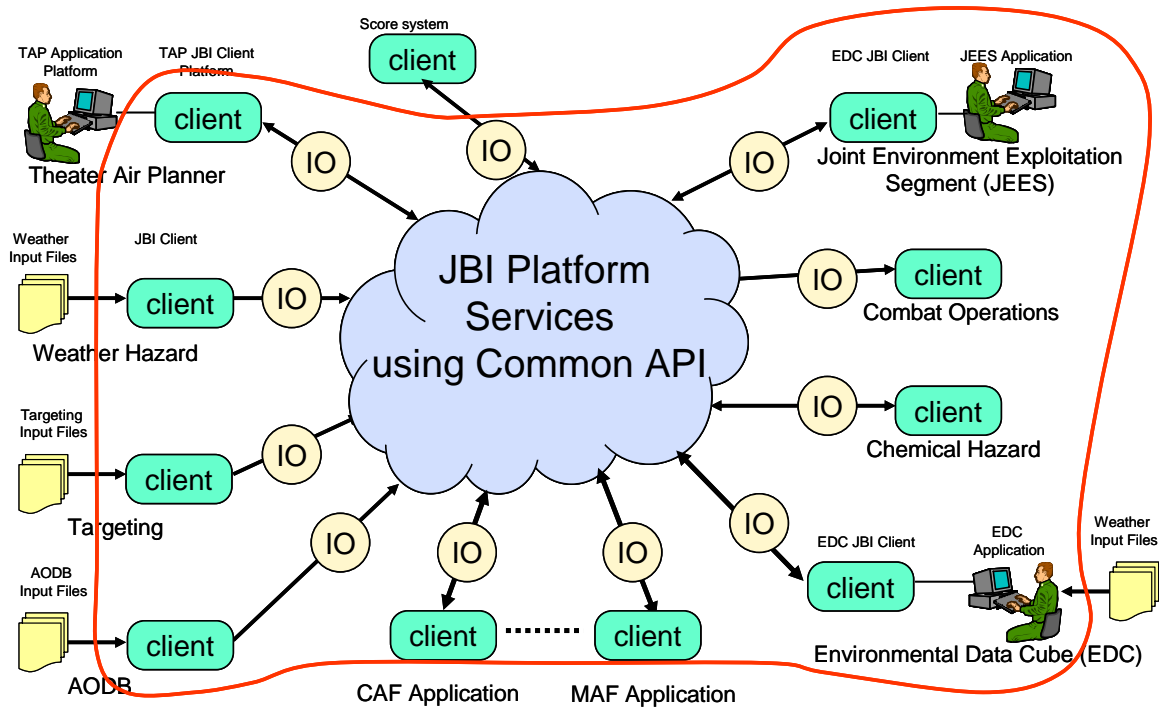 Score system
client
IO
TAP Application
Platform
TAP JBI Client
Platform
client
IO
Theater Air Planner
EDC JBI Client
JEES Application
client
IO
Joint Environment Exploitation
Segment (JEES)
Weather
Input Files
JBI Client
client
IO
Weather Hazard
JBI Platform
Services
using Common API
IO
client
Combat Operations
Targeting
Input Files
client
IO
Targeting
IO
client
Chemical Hazard
AODB
Input Files
client
IO
AODB
IO
client
CAF Application
IO
client
MAF Application
IO
EDC JBI Client
client
EDC
Application
Weather
Input Files
Environmental Data Cube (EDC)